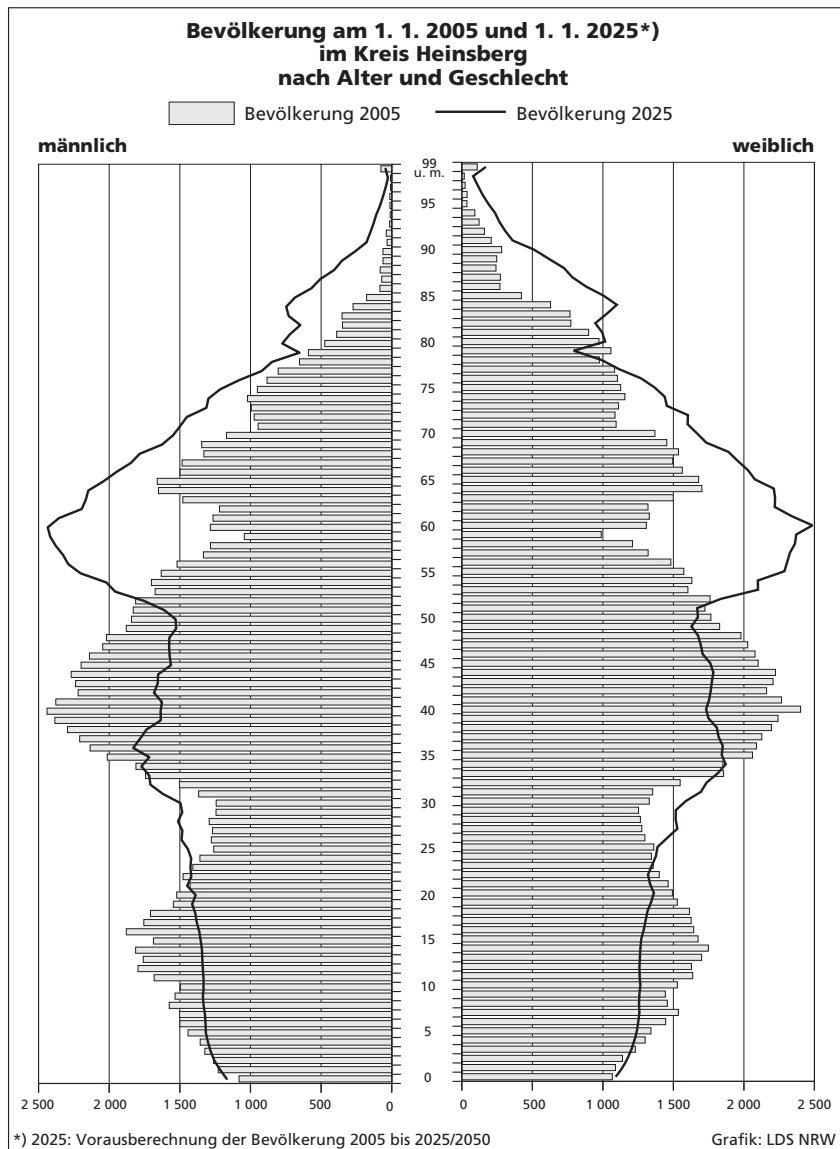 Bevölkerung am 1. 1. 2005 und 1. 1. 2025*)
im Kreis Heinsberg
nach Alter und Geschlecht
Bevölkerung 2005
Bevölkerung 2025
männlich
weiblich
99
u. m.
95
90
85
80
75
70
65
60
55
50
45
40
35
30
25
20
15
10
5
0
2 500 2 000 1 500 1 000 500 0 0 500 1 000 1 500 2 000 2 500
*) 2025: Vorausberechnung der Bevölkerung 2005 bis 2025/2050 Grafik: LDS NRW